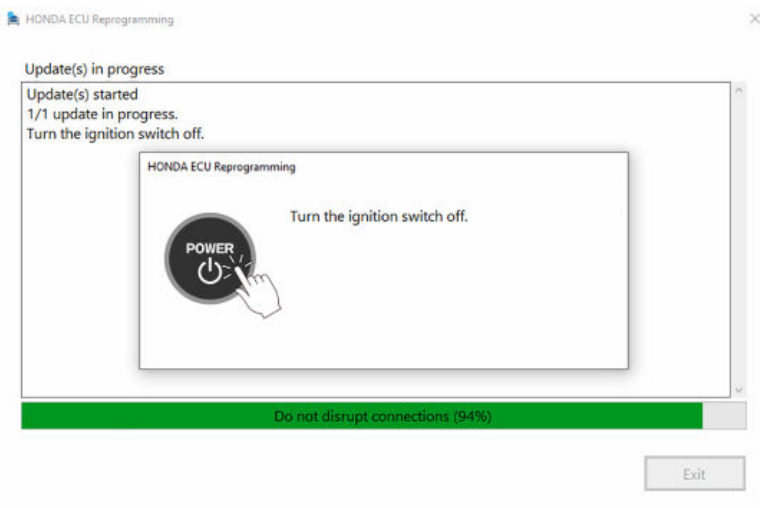 HONDA ECU Reprogramming
Update(s) in progress
Update(s) started
1/1 update in progress.
Turn the ignition switch off.
HONDA ECU Reprogramming
Turn the ignition switch off.
POWER
Do not disrupt connections (94%)
Exit